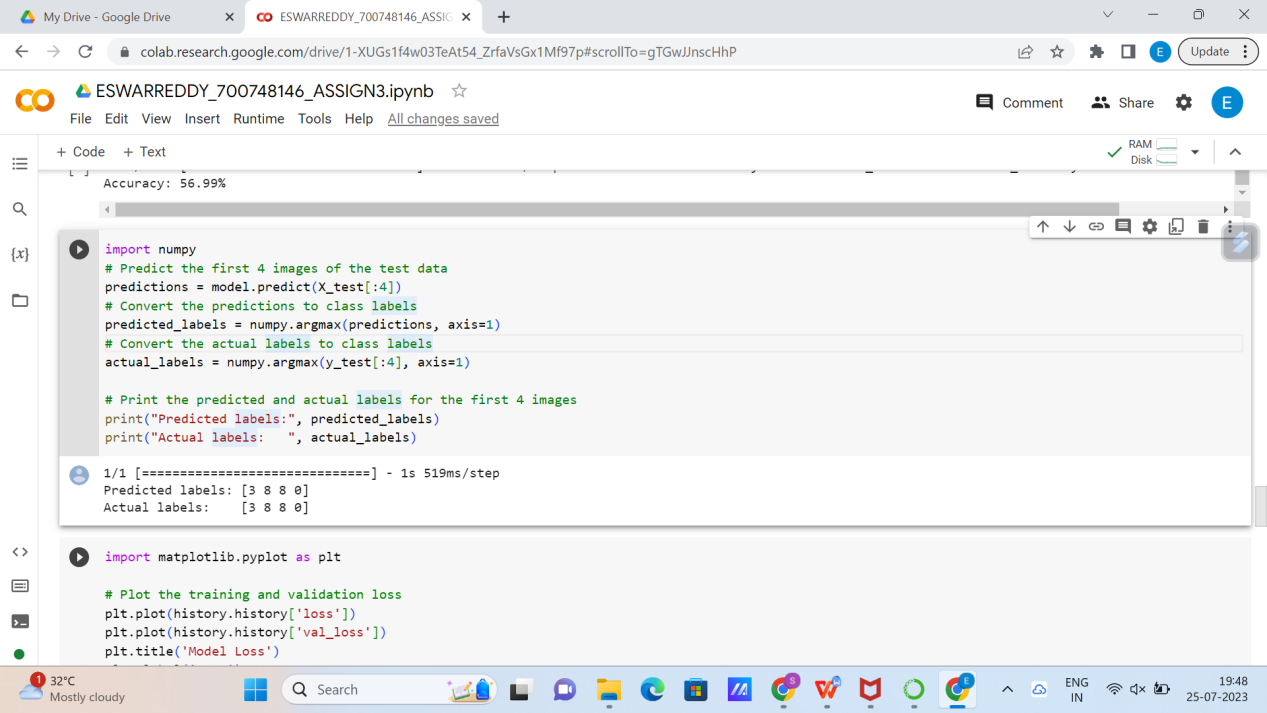 My Drive - Google Drive
ESWARREDDY_700748146_ASSIG
colab.research.google.com/drive/1-XUGs1f4w03TeAt54_ZrfaVsGx1Mf97p#scrollTo=gTGwJJnscHhP
E
Update
ESWARREDDY_700748146_ASSIGN3.ipynb
File Edit View Insert Runtime Tools Help All changes saved
Comment
Share
E
+ Code + Text
RAM
Disk
{x}
Accuracy: 56.99%
import numpy
# Predict the first 4 images of the test data
predictions = model.predict(X_test[:4])
# Convert the predictions to class labels
predicted_labels = numpy.argmax(predictions, axis=1)
# Convert the actual labels to class labels
actual_labels = numpy.argmax(y_test[:4], axis=1)
# Print the predicted and actual labels for the first 4 images
print("Predicted labels:", predicted_labels)
print("Actual labels:   ", actual_labels)
1/1 [==============================] - 1s 519ms/step
Predicted labels: [3 8 8 0]
Actual labels:    [3 8 8 0]
import matplotlib.pyplot as plt
# Plot the training and validation loss
plt.plot(history.history['loss'])
plt.plot(history.history['val_loss'])
plt.title('Model Loss')
1
32°C
Mostly cloudy
Search
S
E
ENG
IN
19:48
25-07-2023